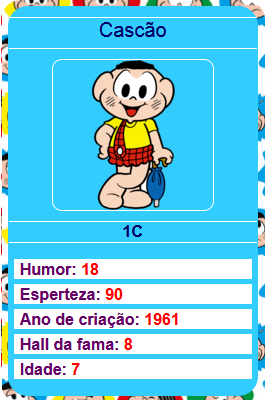 Cascão
1C
Humor: 18
Esperteza: 90
Ano de criação: 1961
Hall da fama: 8
Idade: 7